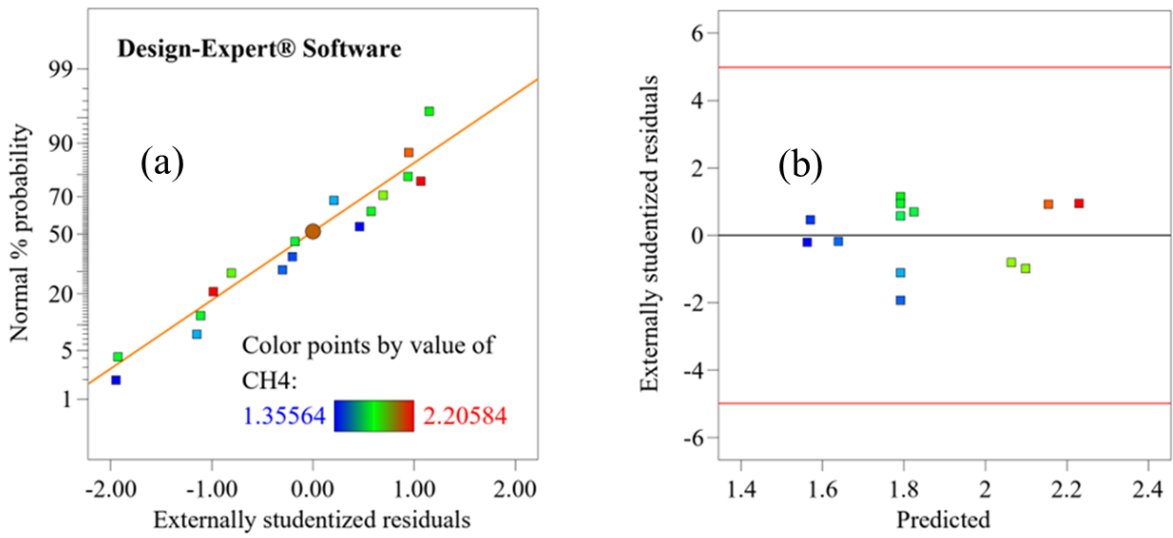 Design-Expert® Software
(a)
99
90
70
50
20
5
1
Normal % probability
Color points by value of
CH4:
1.35564 2.20584
-2.00 -1.00 0.00 1.00 2.00
Externally studentized residuals
(b)
6
4
2
0
-2
-4
-6
Externally studentized residuals
1.4 1.6 1.8 2 2.2 2.4
Predicted